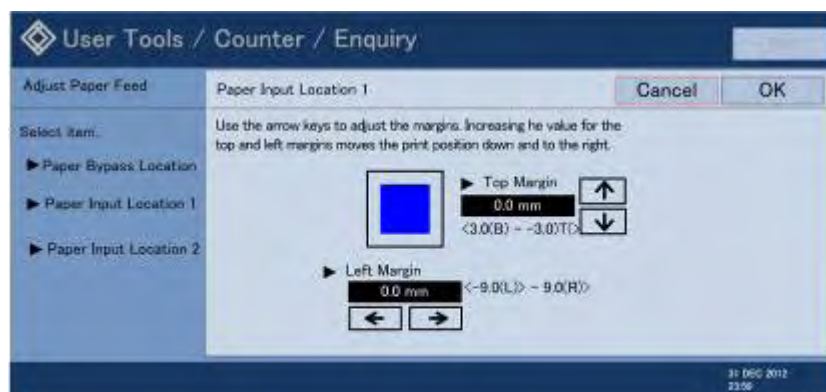 User Tools / Counter / Enquiry
Adjust Paper Feed
Paper Input Location 1
Cancel
OK
Select item.
Paper Bypass Location
Paper Input Location 1
Paper Input Location 2
Use the arrow keys to adjust the margins. Increasing he value for the
top and left margins moves the print position down and to the right.
Top Margin
0.0 mm
<3.0(B) - -3.0)T(>
Left Margin
0.0 mm
<-9.0(L)> - 9.0(R)>
31 DEC 2012
23:59